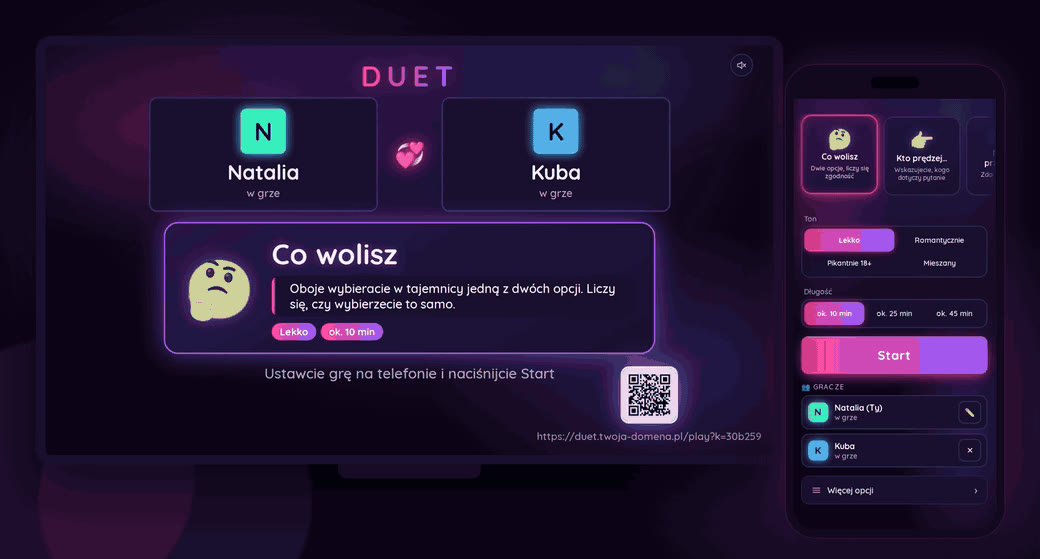 DUET
N
Natalia
w grze
K
Kuba
w grze
Co wolisz
Oboje wybieracie w tajemnicy jedną z dwóch opcji. Liczy
się, czy wybierzecie to samo.
Lekko
ok. 10 min
Ustawcie grę na telefonie i naciśnijcie Start
https://duet.twoja-domena.pl/play?k=30b259
Co wolisz
Dwie opcje, liczy się
zgodność
Kto prędzej…
Wskazujecie, kogo
dotyczy pytanie
Ton
Lekko
Romantycznie
Pikantnie 18+
Mieszany
Długość
ok. 10 min
ok. 25 min
ok. 45 min
Start
GRACZE
N
Natalia (Ty)
w grze
K
Kuba
w grze
Więcej opcji